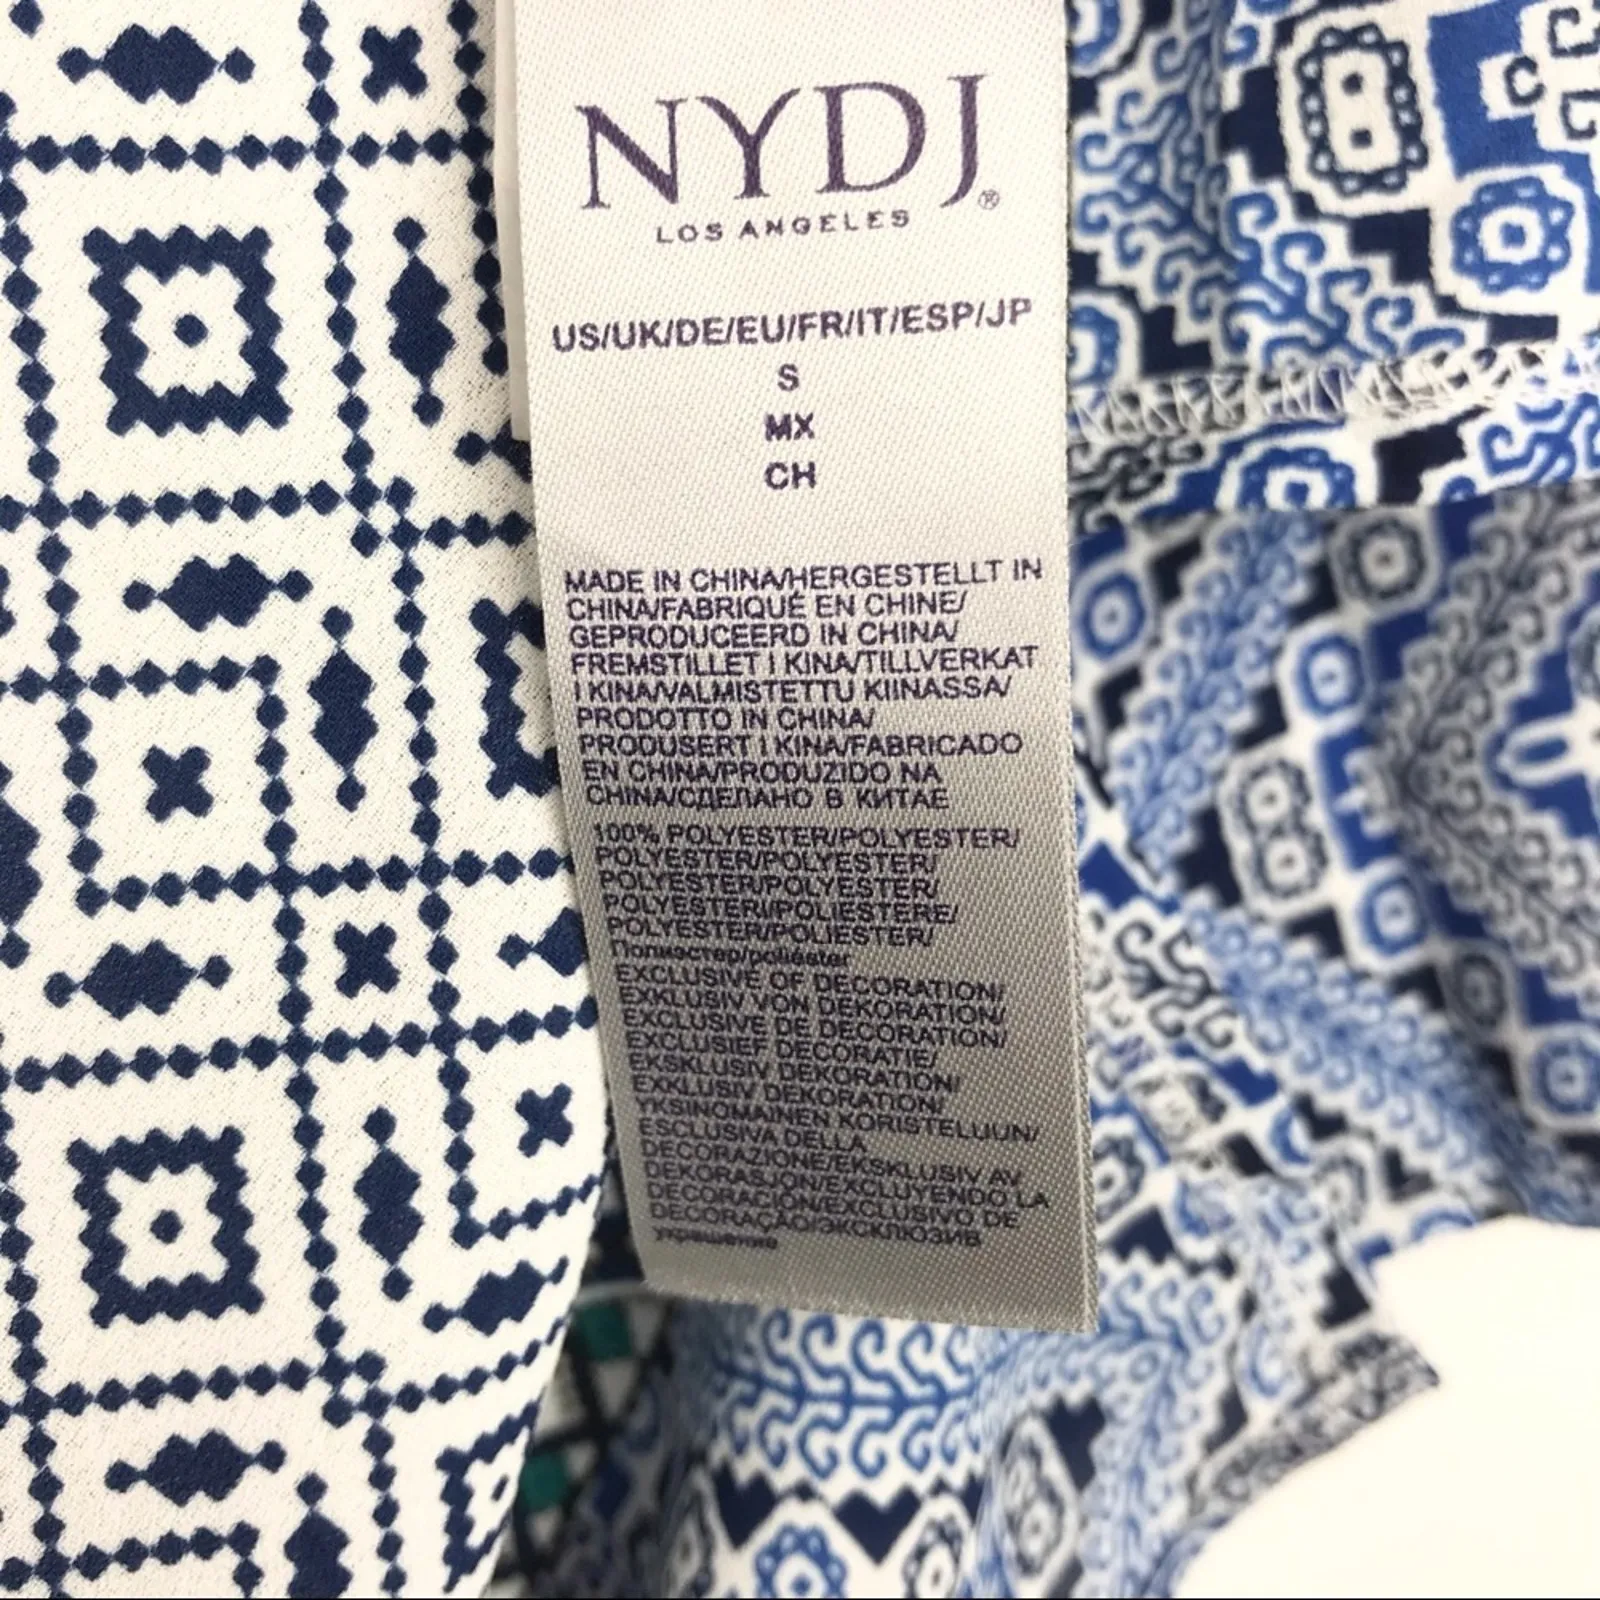 NYDJ®
LOS ANGELES
US/UK/DE/EU/FR/IT/ESP/JP
S
MX
CH
MADE IN CHINA/HERGESTELLT IN
CHINA/FABRIQUÉ EN CHINE/
GEPRODUCEERD IN CHINA/
FREMSTILLET I KINA/TILLVERKAT
I KINA/VALMISTETTU KIINASSA/
PRODOTTO IN CHINA/
PRODUSERT I KINA/FABRICADO
EN CHINA/PRODUZIDO NA
CHINA/СДЕЛАНО В КИТАЕ
100% POLYESTER/POLYESTER/
POLYESTER/POLYESTER/
POLYESTER/POLYESTER/
POLYESTERI/POLIESTERE/
POLYESTER/POLIESTER/
Полиэстер/poliéster
EXCLUSIVE OF DECORATION/
EXKLUSIV VON DEKORATION/
EXCLUSIVE DE DECORATION/
EXCLUSIEF DECORATIE/
EKSKLUSIV DEKORATION/
EXKLUSIV DEKORATION/
YKSINOMAINEN KORISTELUUN/
ESCLUSIVA DELLA
DECORAZIONE/EKSKLUSIV AV
DEKORASJON/EXCLUYENDO LA
DECORACIÓN/EXCLUSIVO DE
DECORAÇÃO/ЭКСКЛЮЗИВ
украшение